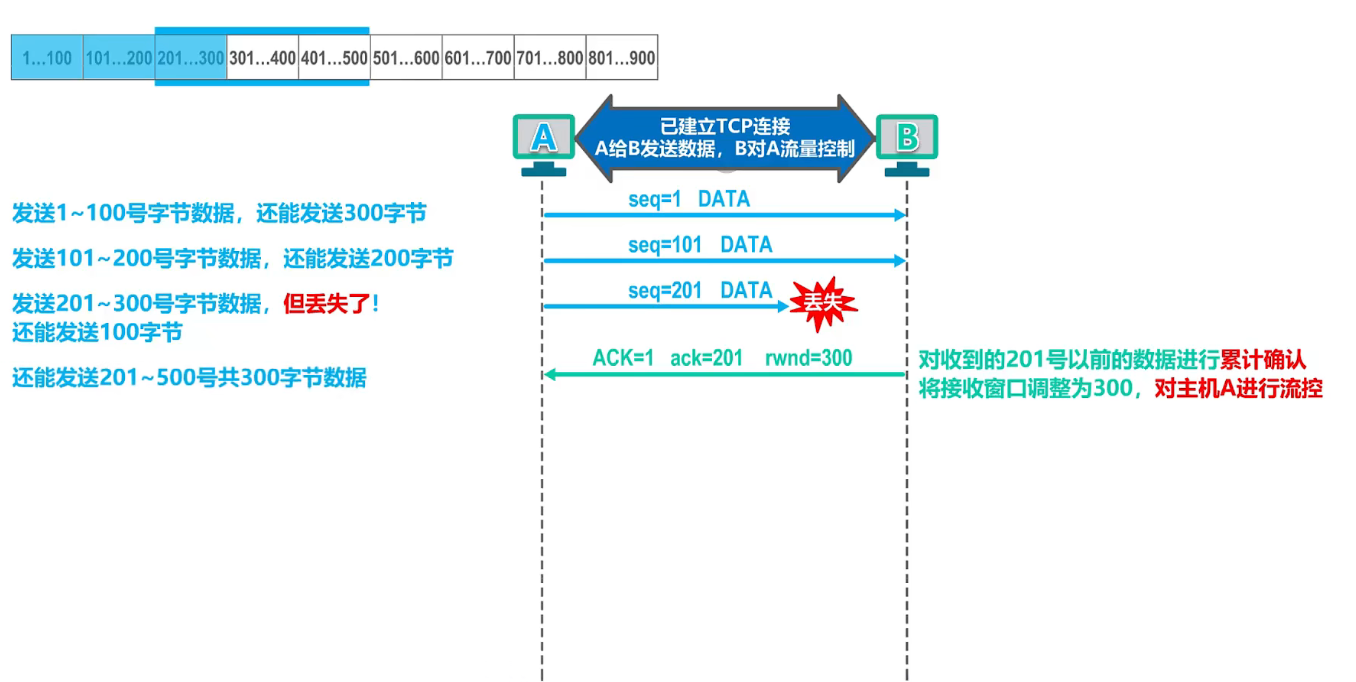 1…100 101…200 201…300 301…400 401…500 501…600 601…700 701…800 801…900
已建立TCP连接
A给B发送数据，B对A流量控制
A
B
发送1~100号字节数据，还能发送300字节
seq=1 DATA
发送101~200号字节数据，还能发送200字节
seq=101 DATA
发送201~300号字节数据，但丢失了！
还能发送100字节
seq=201 DATA
丢失
还能发送201~500号共300字节数据
ACK=1 ack=201 rwnd=300
对收到的201号以前的数据进行累计确认
将接收窗口调整为300，对主机A进行流控